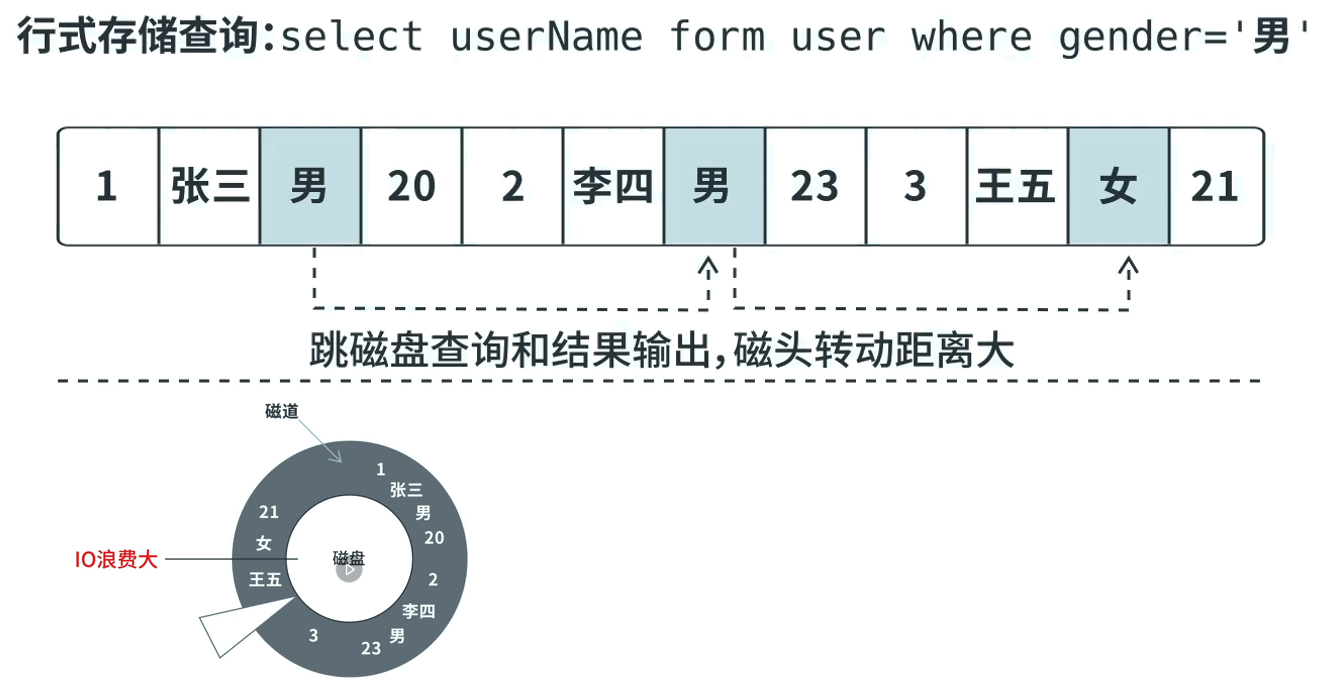 行式存储查询:select userName form user where gender='男'
1 张三 男 20 2 李四 男 23 3 王五 女 21
跳磁盘查询和结果输出,磁头转动距离大
磁道
1
张三
男
20
2
李四
男
23
3
王五
女
21
磁盘
IO浪费大